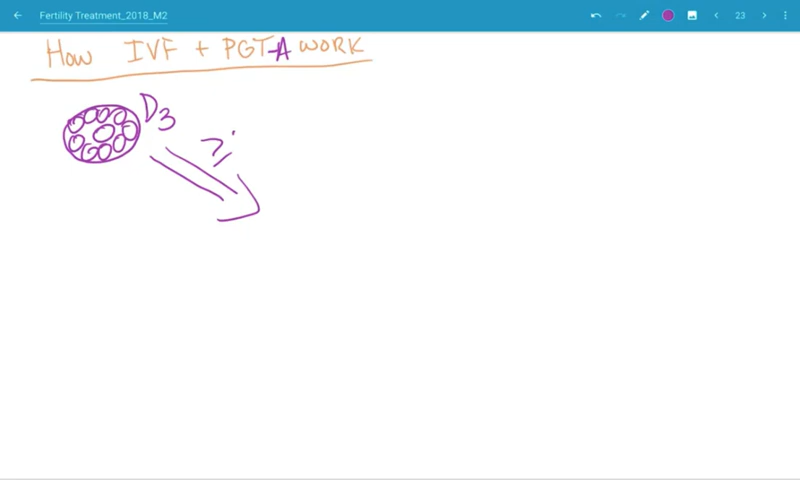 Fertility Treatment_2018_M2
23
How IVF + PGT-A WORK
D3